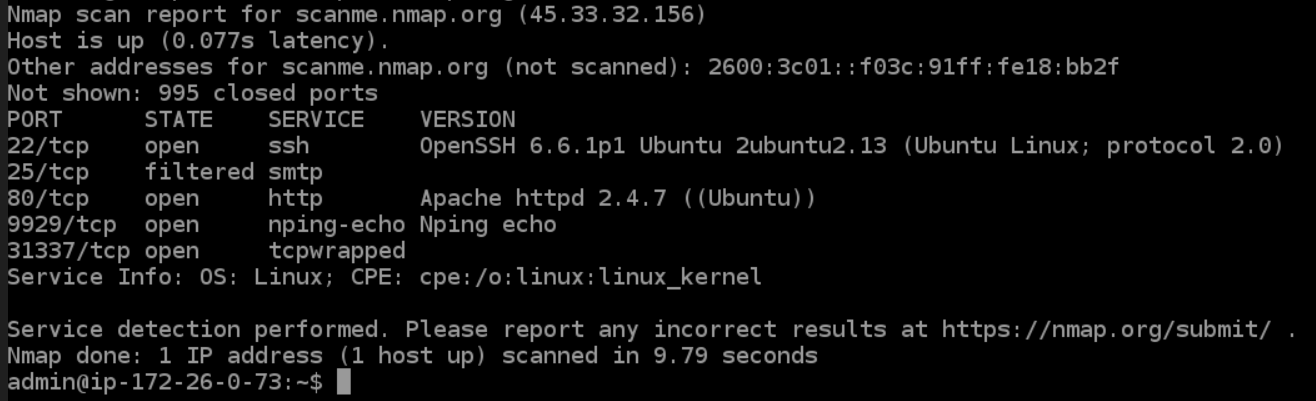 Nmap scan report for scanme.nmap.org (45.33.32.156)
Host is up (0.077s latency).
Other addresses for scanme.nmap.org (not scanned): 2600:3c01::f03c:91ff:fe18:bb2f
Not shown: 995 closed ports
PORT      STATE    SERVICE    VERSION
22/tcp    open     ssh        OpenSSH 6.6.1p1 Ubuntu 2ubuntu2.13 (Ubuntu Linux; protocol 2.0)
25/tcp    filtered smtp
80/tcp    open     http       Apache httpd 2.4.7 ((Ubuntu))
9929/tcp  open     nping-echo Nping echo
31337/tcp open     tcpwrapped
Service Info: OS: Linux; CPE: cpe:/o:linux:linux_kernel

Service detection performed. Please report any incorrect results at https://nmap.org/submit/ .
Nmap done: 1 IP address (1 host up) scanned in 9.79 seconds
admin@ip-172-26-0-73:~$